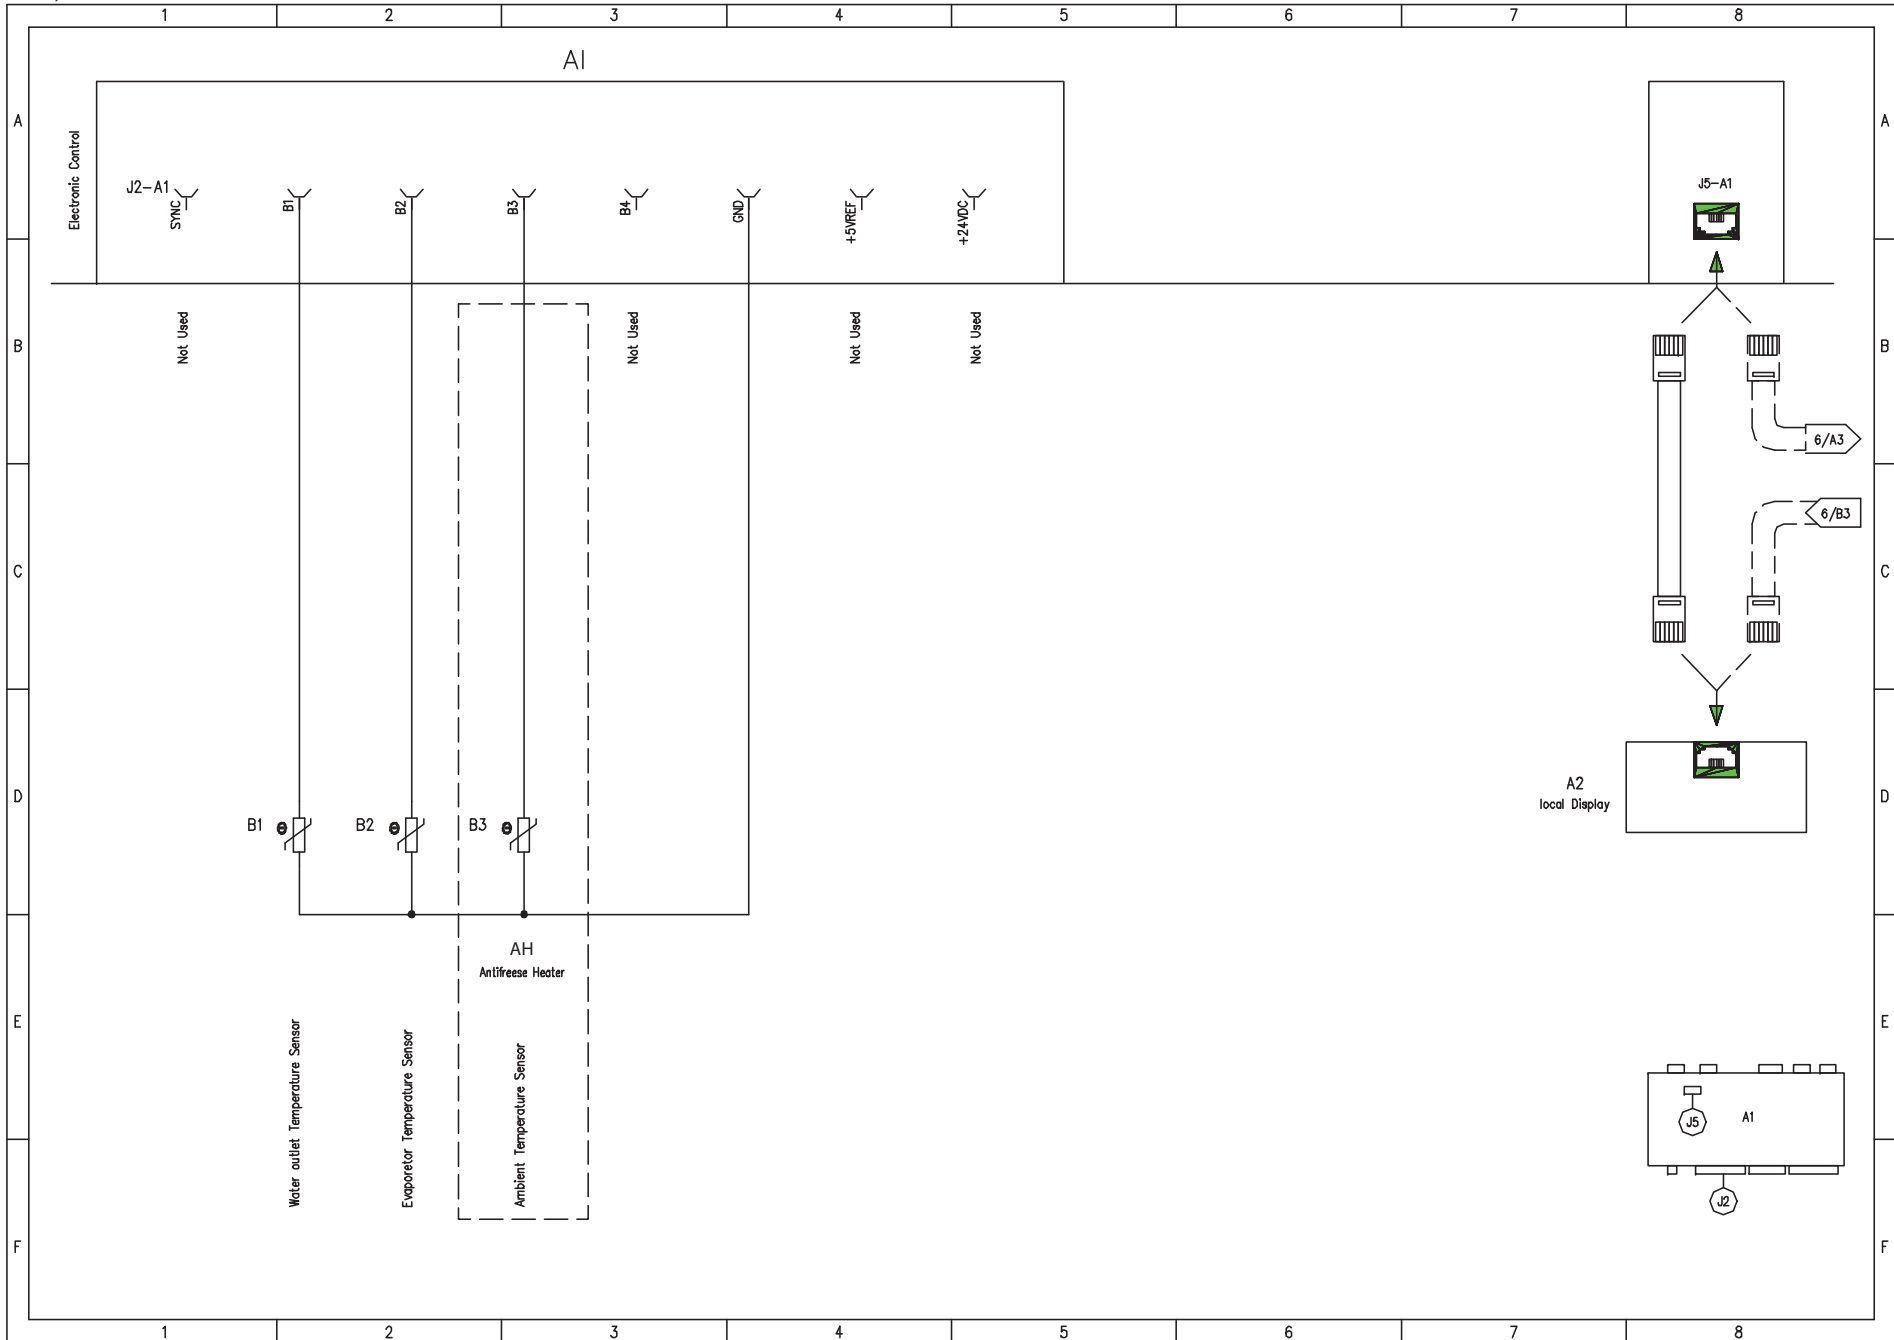 1 2 3 4 5 6 7 8
AI
A
A
Electronic Control
J2-A1
SYNC
B1
B2
B3
B4
GND
+5VREF
+24VDC
J5-A1
Not Used
Not Used
Not Used
Not Used
B
B
6/A3
6/B3
C
C
D
D
B1
B2
B3
A2
local Display
AH
Antifreese Heater
E
E
Water outlet Temperature Sensor
Evaporetor Temperature Sensor
Ambient Temperature Sensor
J5
A1
J2
F
F
1 2 3 4 5 6 7 8